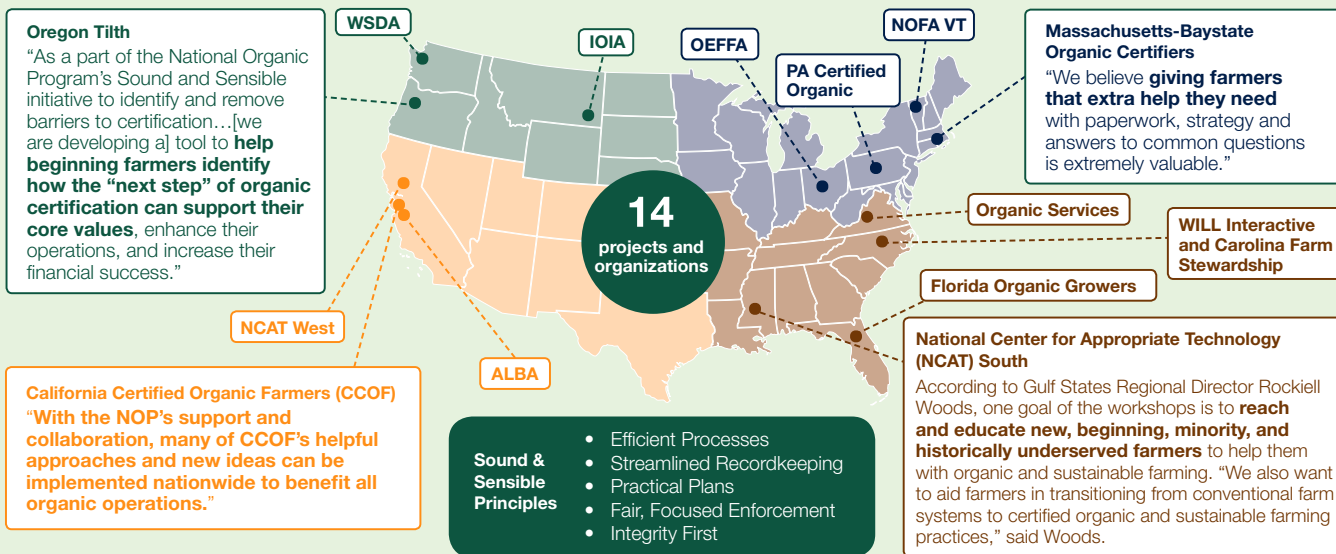 Oregon Tilth
“As a part of the National Organic
Program’s Sound and Sensible
initiative to identify and remove
barriers to certification…[we
are developing a] tool to help
beginning farmers identify
how the “next step” of organic
certification can support their
core values, enhance their
operations, and increase their
financial success.”
WSDA
IOIA
OEFFA
PA Certified
Organic
NOFA VT
Massachusetts-Baystate
Organic Certifiers
“We believe giving farmers
that extra help they need
with paperwork, strategy and
answers to common questions
is extremely valuable.”
14
projects and
organizations
Organic Services
WILL Interactive
and Carolina Farm
Stewardship
Florida Organic Growers
NCAT West
ALBA
California Certified Organic Farmers (CCOF)
“With the NOP’s support and
collaboration, many of CCOF’s helpful
approaches and new ideas can be
implemented nationwide to benefit all
organic operations.”
Sound &
Sensible
Principles
• Efficient Processes
• Streamlined Recordkeeping
• Practical Plans
• Fair, Focused Enforcement
• Integrity First
National Center for Appropriate Technology
(NCAT) South
According to Gulf States Regional Director Rockiell
Woods, one goal of the workshops is to reach
and educate new, beginning, minority, and
historically underserved farmers to help them
with organic and sustainable farming. “We also want
to aid farmers in transitioning from conventional farm
systems to certified organic and sustainable farming
practices,” said Woods.